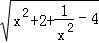 √(x²+2+1/x² − 4)